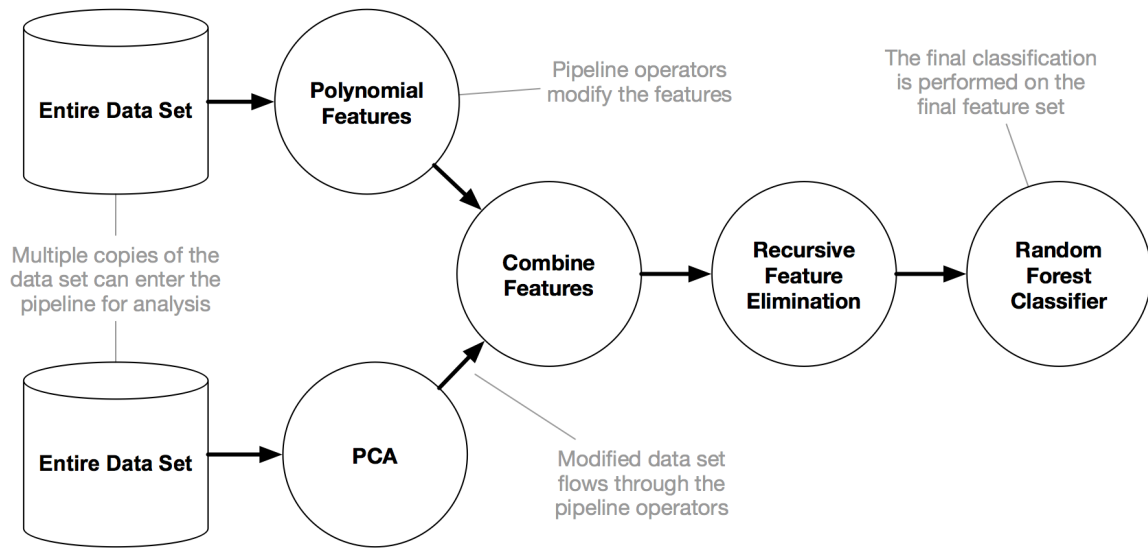 Entire Data Set
Polynomial
Features
Pipeline operators
modify the features
The final classification
is performed on the
final feature set
Multiple copies of the
data set can enter the
pipeline for analysis
Combine
Features
Recursive
Feature
Elimination
Random
Forest
Classifier
Entire Data Set
PCA
Modified data set
flows through the
pipeline operators